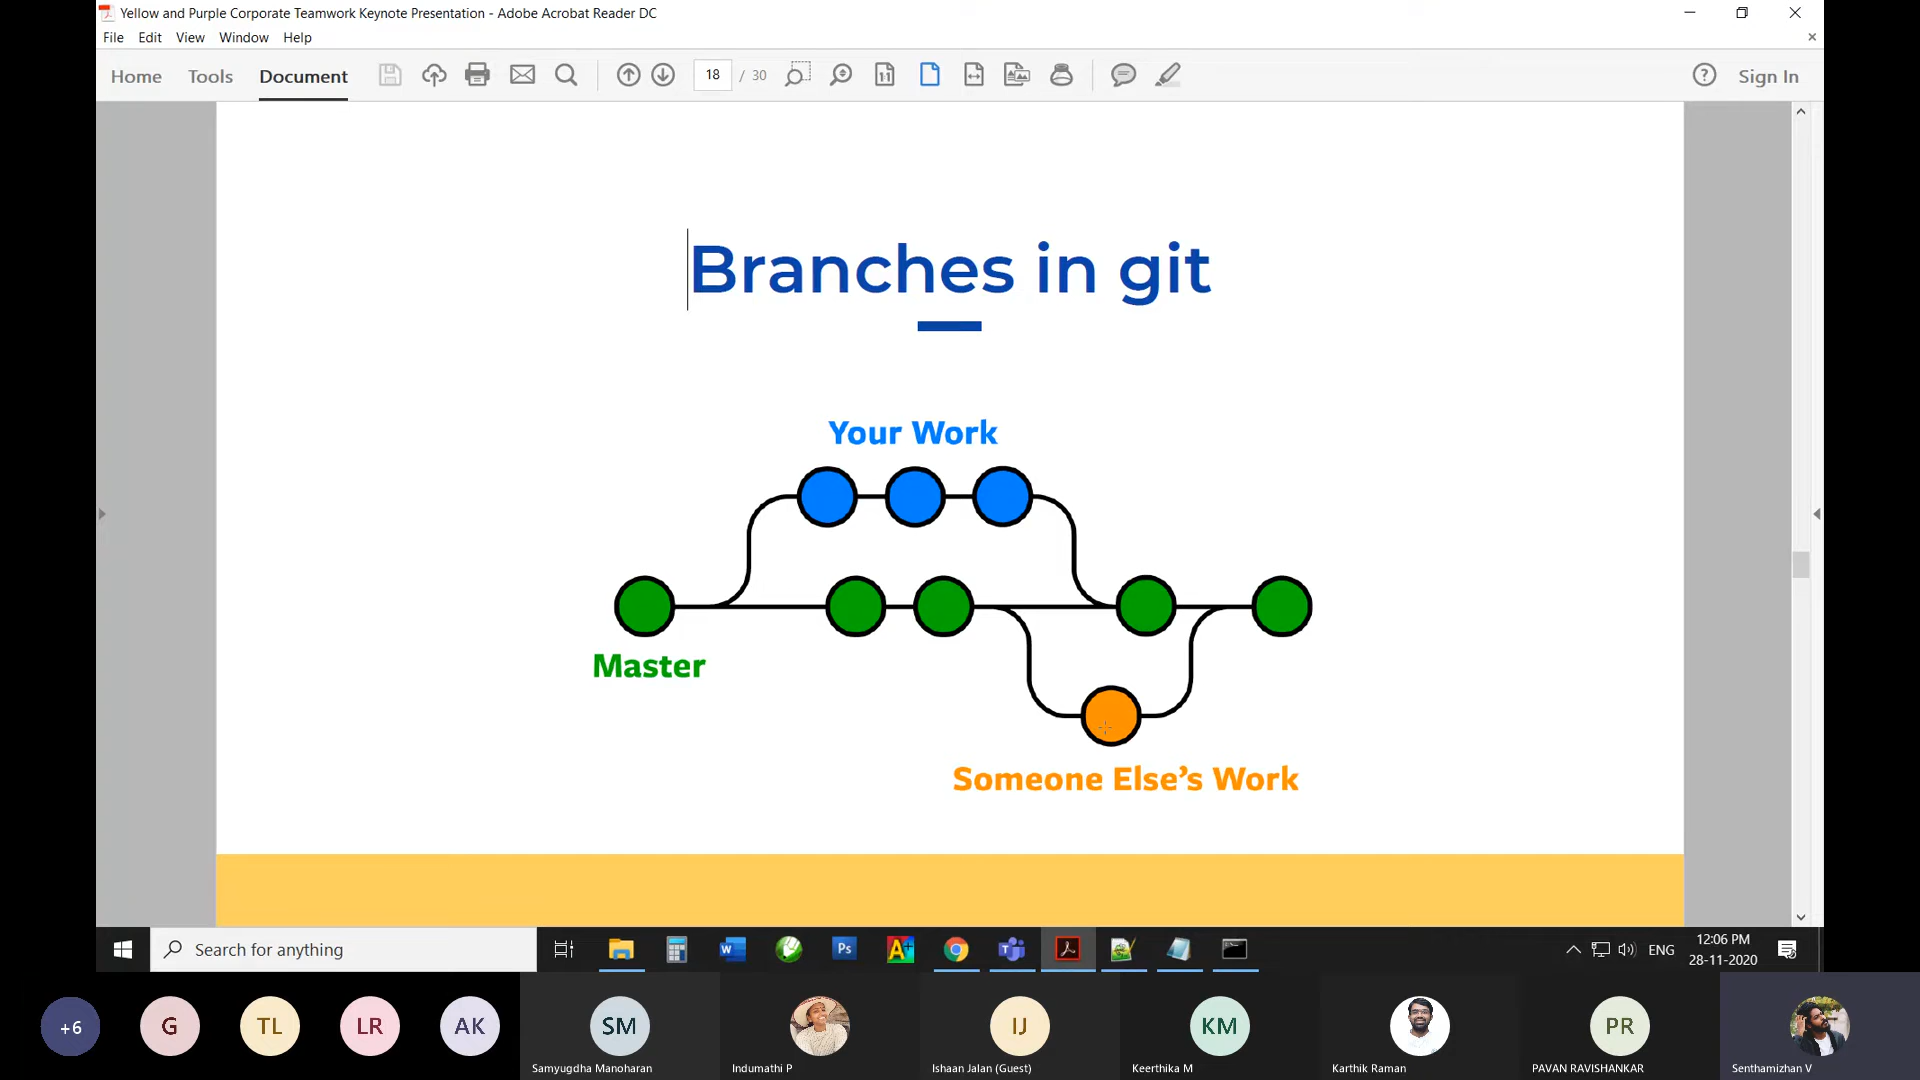 Yellow and Purple Corporate Teamwork Keynote Presentation - Adobe Acrobat Reader DC
File Edit View Window Help
Home Tools Document 18 / 30 Sign In
Branches in git
Your Work
Master
Someone Else's Work
Search for anything
ENG
12:06 PM
28-11-2020
+6 G TL LR AK SM IJ KM PR
Samyugdha Manoharan Indumathi P Ishaan Jalan (Guest) Keerthika M Karthik Raman PAVAN RAVISHANKAR Senthamizhan V